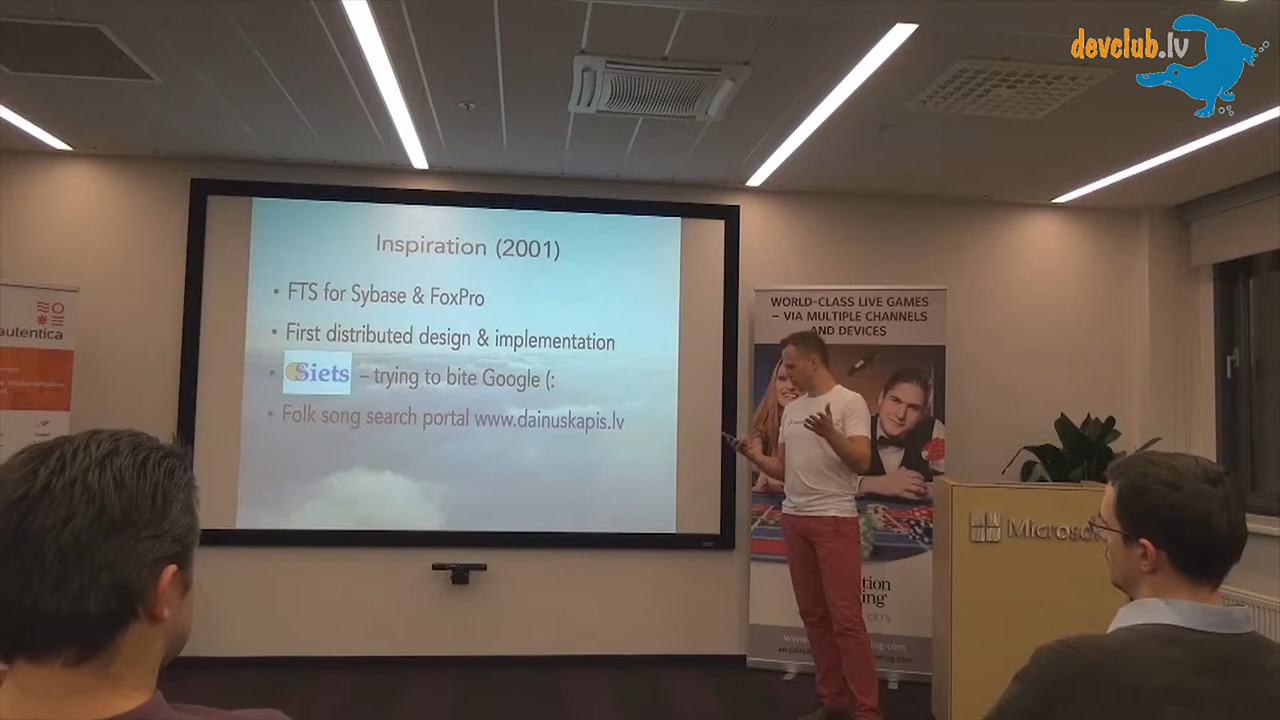 devclub.lv
Inspiration (2001)
• FTS for Sybase & FoxPro
• First distributed design & implementation
• Siets – trying to bite Google (:
• Folk song search portal www.dainuskapis.lv
autentica
WORLD-CLASS LIVE GAMES
– VIA MULTIPLE CHANNELS
AND DEVICES
Microso